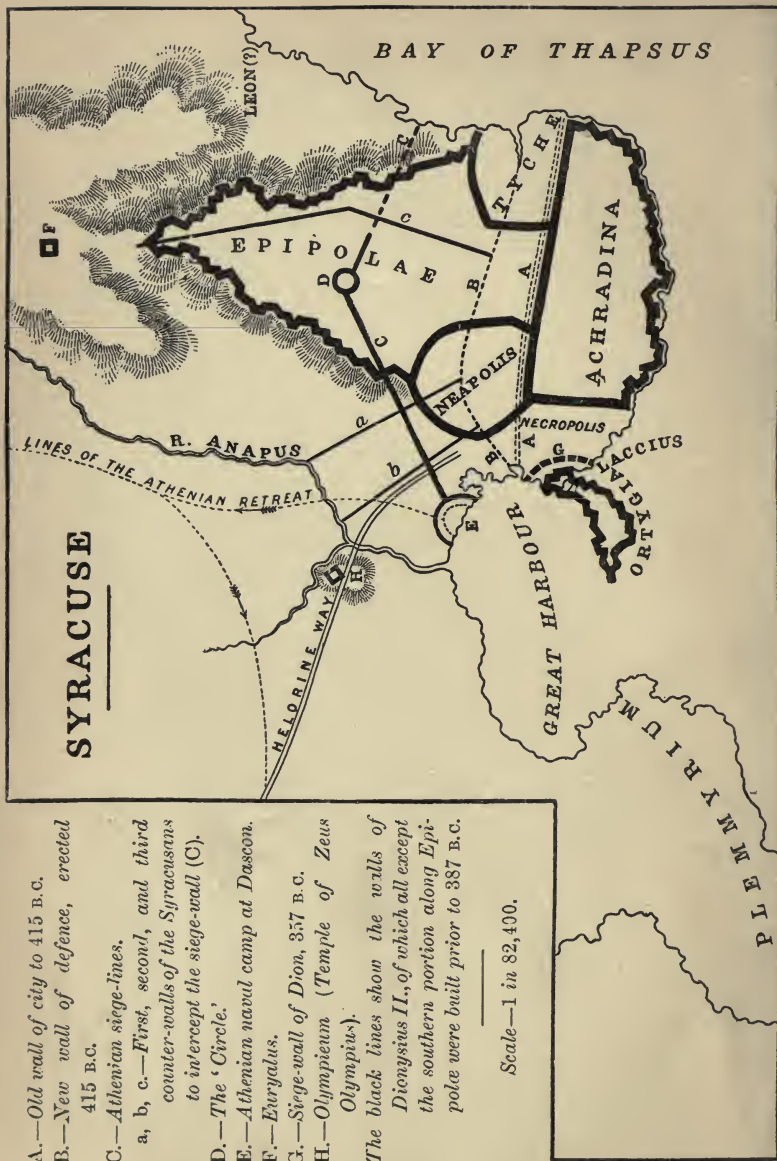 SYRACUSE
BAY OF THAPSUS
LEON(?)
F
EPIPOLAE
D
C
C
c
TYCHE
A
B
ACHRADINA
NEAPOLIS
R. ANAPUS
a
b
LINES OF THE ATHENIAN RETREAT
NECROPOLIS
A
B
G
LACCIUS
ORTYGIA
E
H
HELORINE WAY
GREAT HARBOUR
PLEMMYRIUM
A.—Old wall of city to 415 B.C.
B.—New wall of defence, erected
415 B.C.
C.—Athenian siege-lines.
a, b, c.—First, second, and third
counter-walls of the Syracusans
to intercept the siege-wall (C).
D.—The ‘Circle.’
E.—Athenian naval camp at Dascon.
F.—Euryalus.
G.—Siege-wall of Dion, 357 B.C.
H.—Olympieum (Temple of Zeus
Olympius).
The black lines show the walls of
Dionysius II., of which all except
the southern portion along Epi-
polæ were built prior to 387 B.C.
Scale—1 in 82,400.